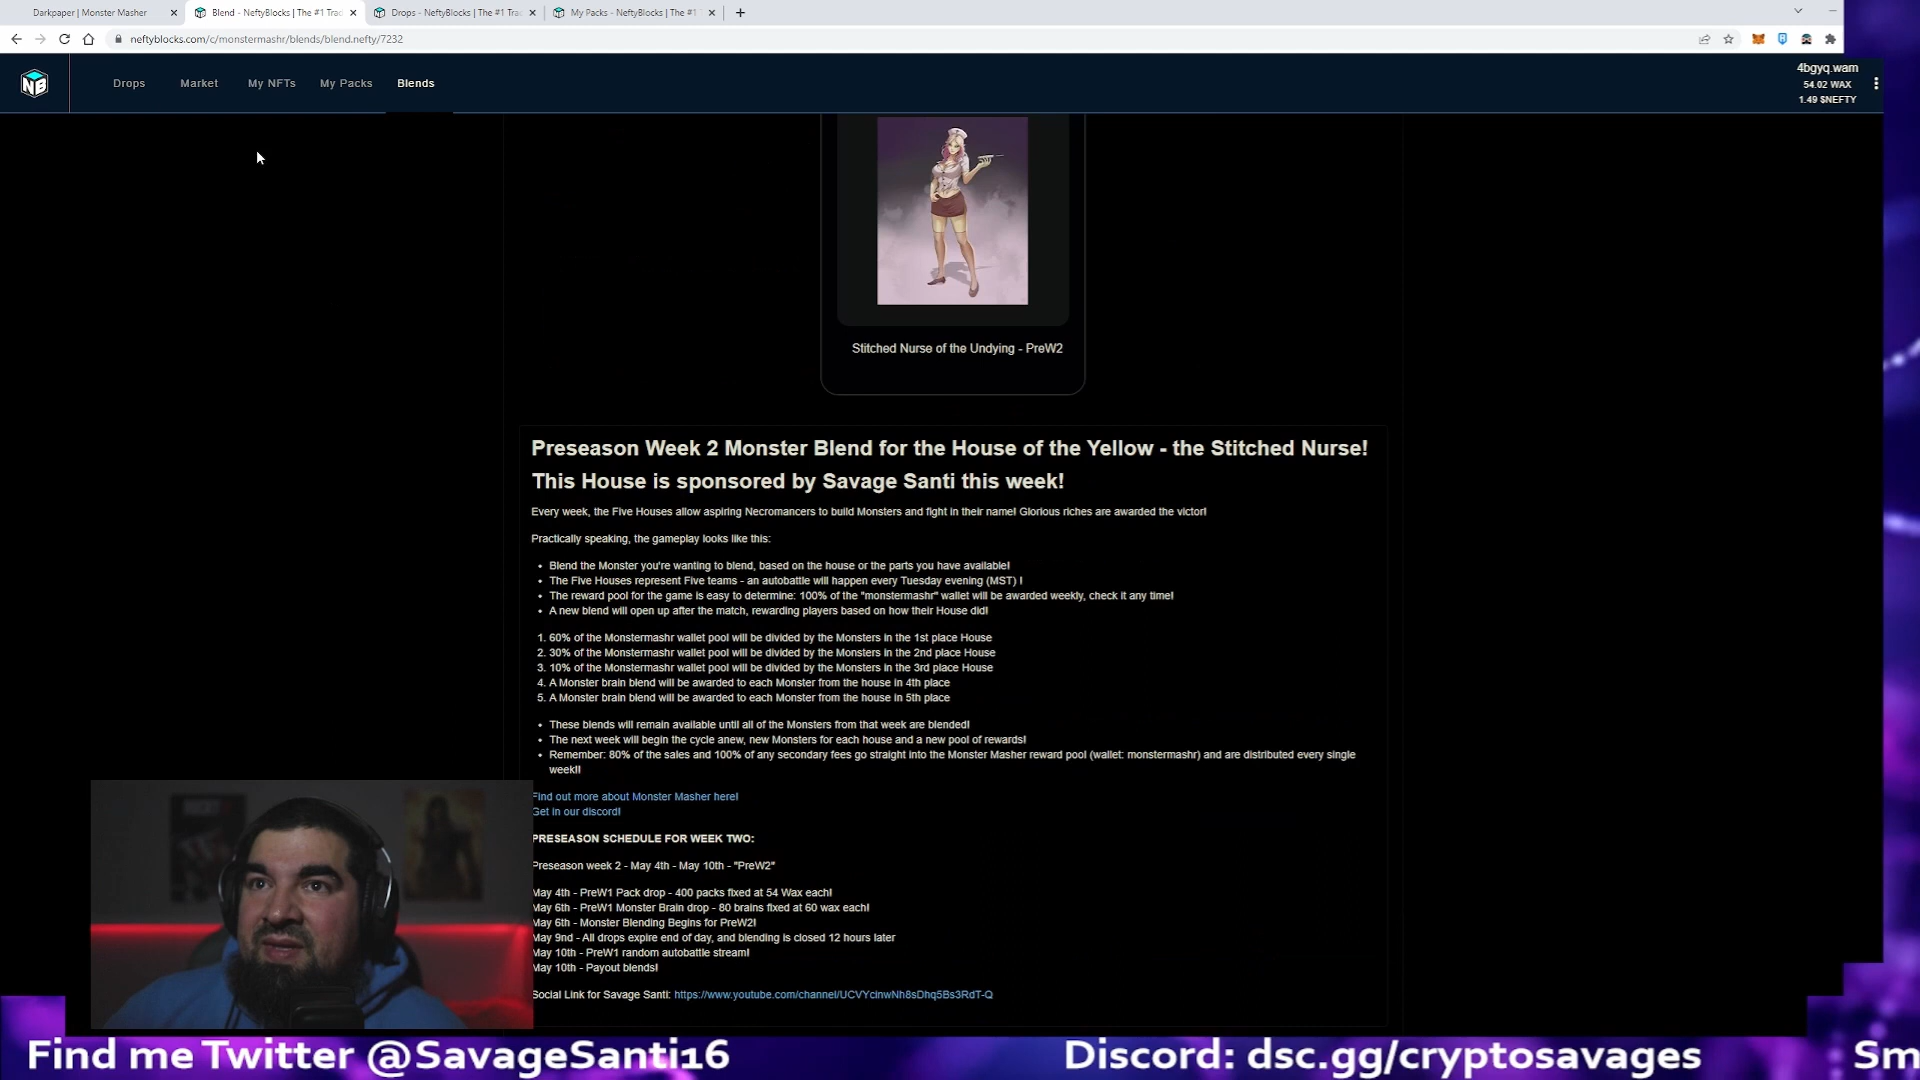 Darkpaper | Monster Masher
Blend - NeftyBlocks | The #1 Trac
Drops - NeftyBlocks | The #1 Tra
My Packs - NeftyBlocks | The #1
neftyblocks.com/c/monstermashr/blends/blend.nefty/7232
NB
Drops
Market
My NFTs
My Packs
Blends
4bgyq.wam
54.02 WAX
1.49 $NEFTY
Stitched Nurse of the Undying - PreW2
Preseason Week 2 Monster Blend for the House of the Yellow - the Stitched Nurse!
This House is sponsored by Savage Santi this week!
Every week, the Five Houses allow aspiring Necromancers to build Monsters and fight in their name! Glorious riches are awarded the victor!
Practically speaking, the gameplay looks like this:
• Blend the Monster you're wanting to blend, based on the house or the parts you have available!
• The Five Houses represent Five teams - an autobattle will happen every Tuesday evening (MST) !
• The reward pool for the game is easy to determine: 100% of the "monstermashr" wallet will be awarded weekly, check it any time!
• A new blend will open up after the match, rewarding players based on how their House did!
1. 60% of the Monstermashr wallet pool will be divided by the Monsters in the 1st place House
2. 30% of the Monstermashr wallet pool will be divided by the Monsters in the 2nd place House
3. 10% of the Monstermashr wallet pool will be divided by the Monsters in the 3rd place House
4. A Monster brain blend will be awarded to each Monster from the house in 4th place
5. A Monster brain blend will be awarded to each Monster from the house in 5th place
• These blends will remain available until all of the Monsters from that week are blended!
• The next week will begin the cycle anew, new Monsters for each house and a new pool of rewards!
• Remember: 80% of the sales and 100% of any secondary fees go straight into the Monster Masher reward pool (wallet: monstermashr) and are distributed every single
week!!
Find out more about Monster Masher here!
Get in our discord!
PRESEASON SCHEDULE FOR WEEK TWO:
Preseason week 2 - May 4th - May 10th - "PreW2"
May 4th - PreW1 Pack drop - 400 packs fixed at 54 Wax each!
May 6th - PreW1 Monster Brain drop - 80 brains fixed at 60 wax each!
May 6th - Monster Blending Begins for PreW2!
May 9nd - All drops expire end of day, and blending is closed 12 hours later
May 10th - PreW1 random autobattle stream!
May 10th - Payout blends!
Social Link for Savage Santi: https://www.youtube.com/channel/UCVYcinwNh8sDhq5Bs3RdT-Q
Find me Twitter @SavageSanti16
Discord: dsc.gg/cryptosavages
Sm